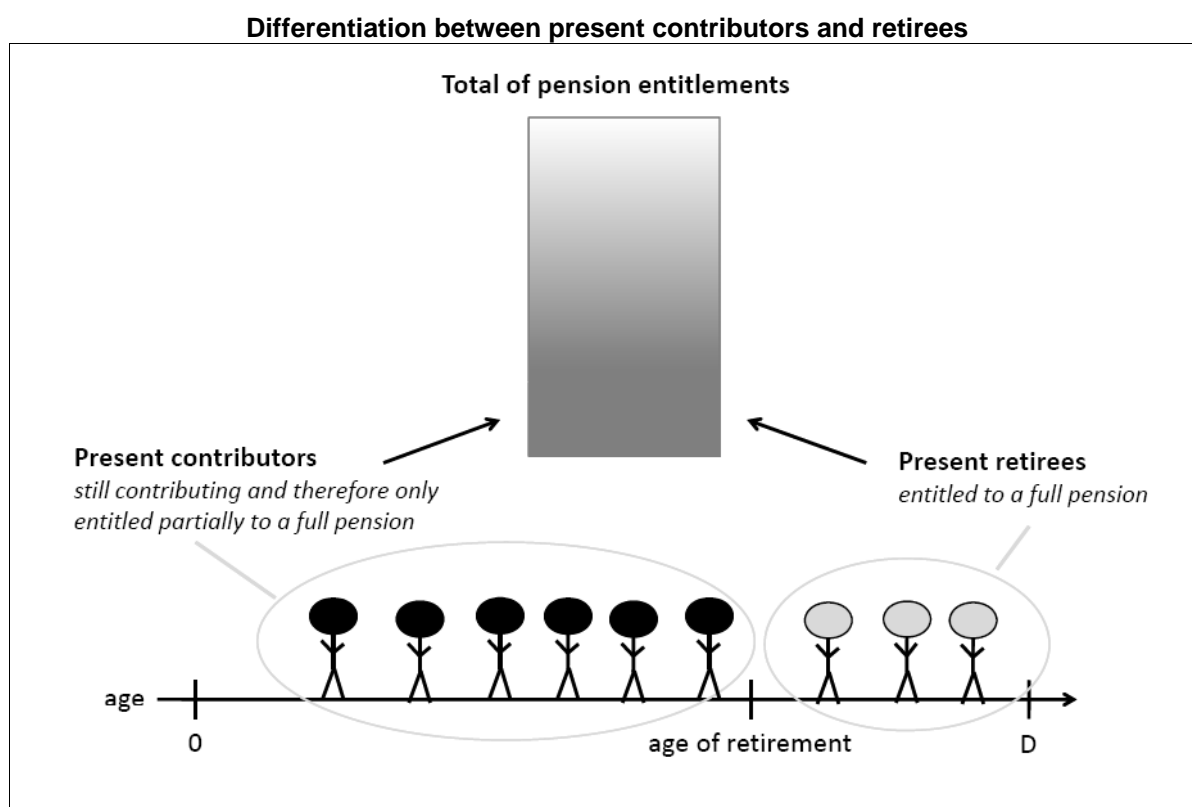 Differentiation between present contributors and retirees
Total of pension entitlements
Present contributors
still contributing and therefore only
entitled partially to a full pension
Present retirees
entitled to a full pension
age
0
age of retirement
D